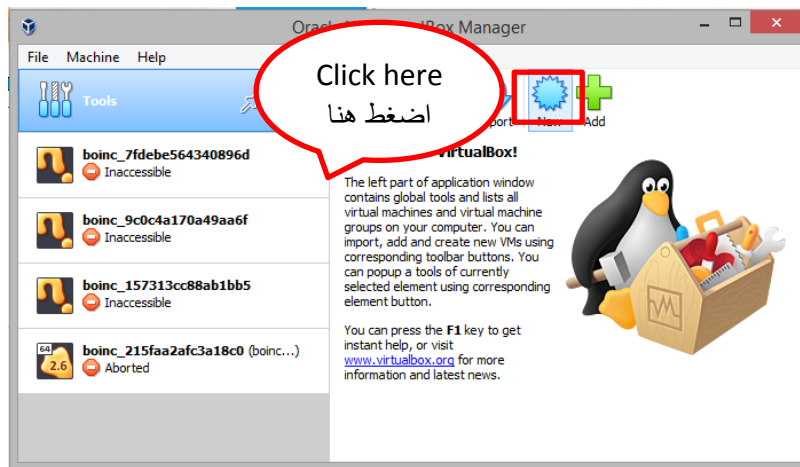 Orac
Box Manager
File Machine Help
Click here
اضغط هنا
Tools
port New Add
VirtualBox!
boinc_7fdebe564340896d
Inaccessible
boinc_9c0c4a170a49aa6f
Inaccessible
boinc_157313cc88ab1bb5
Inaccessible
64
2.6
boinc_215faa2afc3a18c0 (boinc...)
Aborted
The left part of application window
contains global tools and lists all
virtual machines and virtual machine
groups on your computer. You can
import, add and create new VMs using
corresponding toolbar buttons. You
can popup a tools of currently
selected element using corresponding
element button.
You can press the F1 key to get
instant help, or visit
www.virtualbox.org for more
information and latest news.